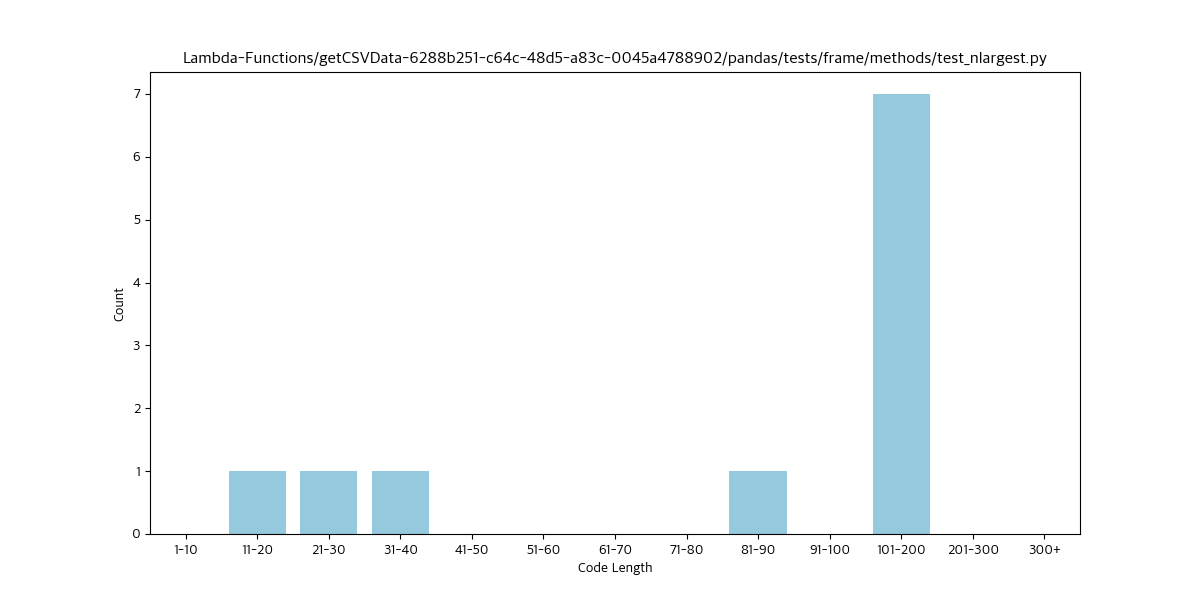 Lambda-Functions/getCSVData-6288b251-c64c-48d5-a83c-0045a4788902/pandas/tests/frame/methods/test_nlargest.py
7
6
5
4
3
2
1
0
Count
1-10 11-20 21-30 31-40 41-50 51-60 61-70 71-80 81-90 91-100 101-200 201-300 300+
Code Length